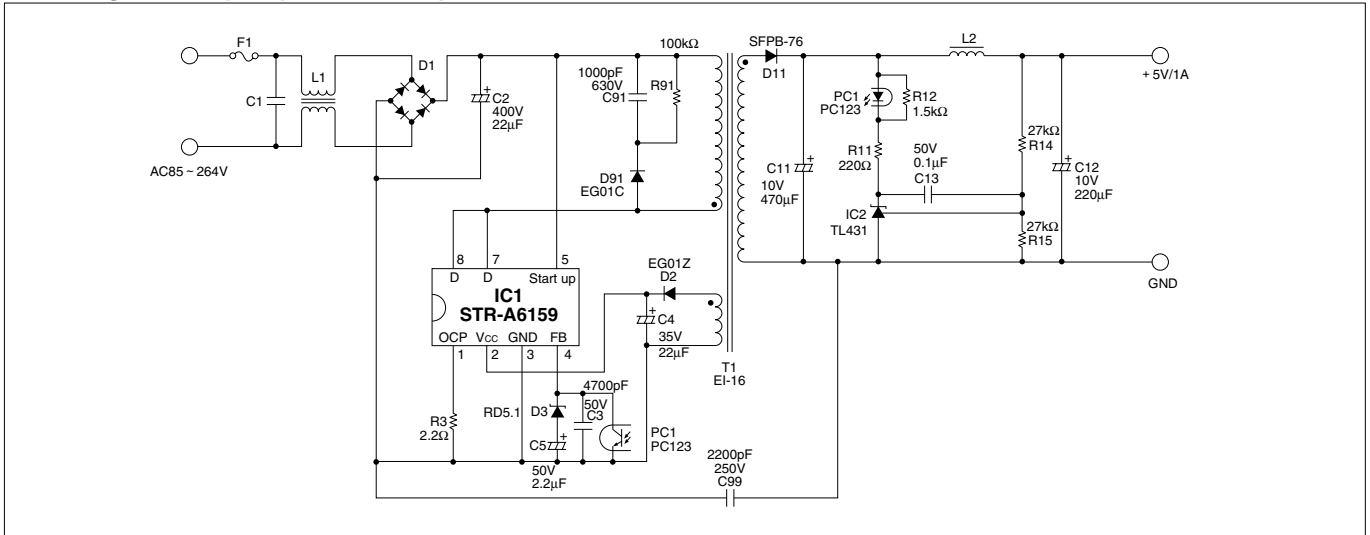 F1
C1
L1
D1
AC85 ~ 264V
C2
400V
22µF
100kΩ
1000pF
630V
C91
R91
D91
EG01C
SFPB-76
D11
L2
+ 5V/1A
PC1
PC123
R12
1.5kΩ
R11
220Ω
C11
10V
470µF
50V
0.1µF
C13
27kΩ
R14
C12
10V
220µF
IC2
TL431
27kΩ
R15
GND
8
7
5
D
D
Start up
IC1
STR-A6159
OCP
Vcc
GND
FB
1
2
3
4
EG01Z
D2
C4
35V
22µF
T1
EI-16
R3
2.2Ω
RD5.1
D3
4700pF
50V
C3
C5
50V
2.2µF
PC1
PC123
2200pF
250V
C99